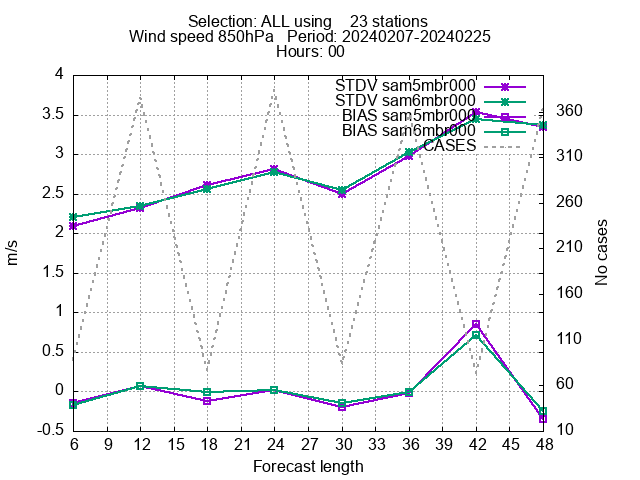 Selection: ALL using 23 stations
Wind speed 850hPa Period: 20240207-20240225
Hours: 00
STDV sam5mbr000
STDV sam6mbr000
BIAS sam5mbr000
BIAS sam6mbr000
CASES
4
3.5
3
2.5
2
1.5
1
0.5
0
-0.5
m/s
360
310
260
210
160
110
60
10
No cases
6 9 12 15 18 21 24 27 30 33 36 39 42 45 48
Forecast length